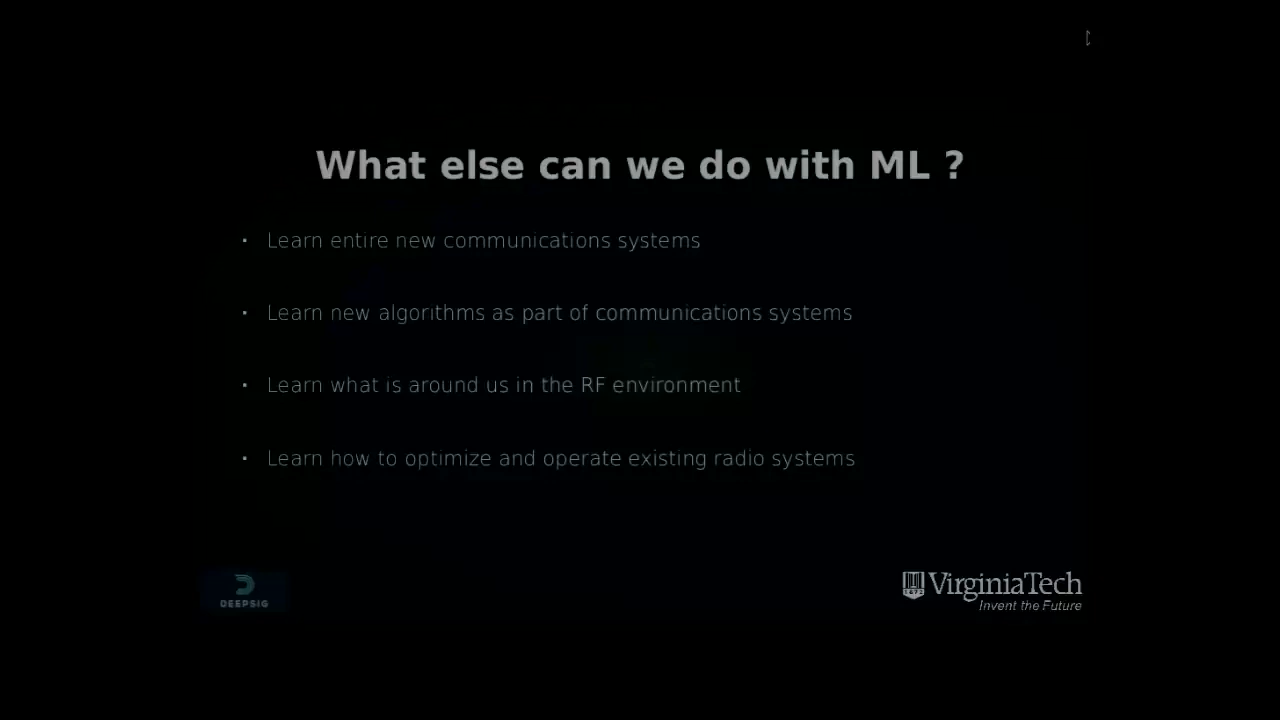 What else can we do with ML ?
• Learn entire new communications systems
• Learn new algorithms as part of communications systems
• Learn what is around us in the RF environment
• Learn how to optimize and operate existing radio systems
DEEPSIG
VirginiaTech
Invent the Future